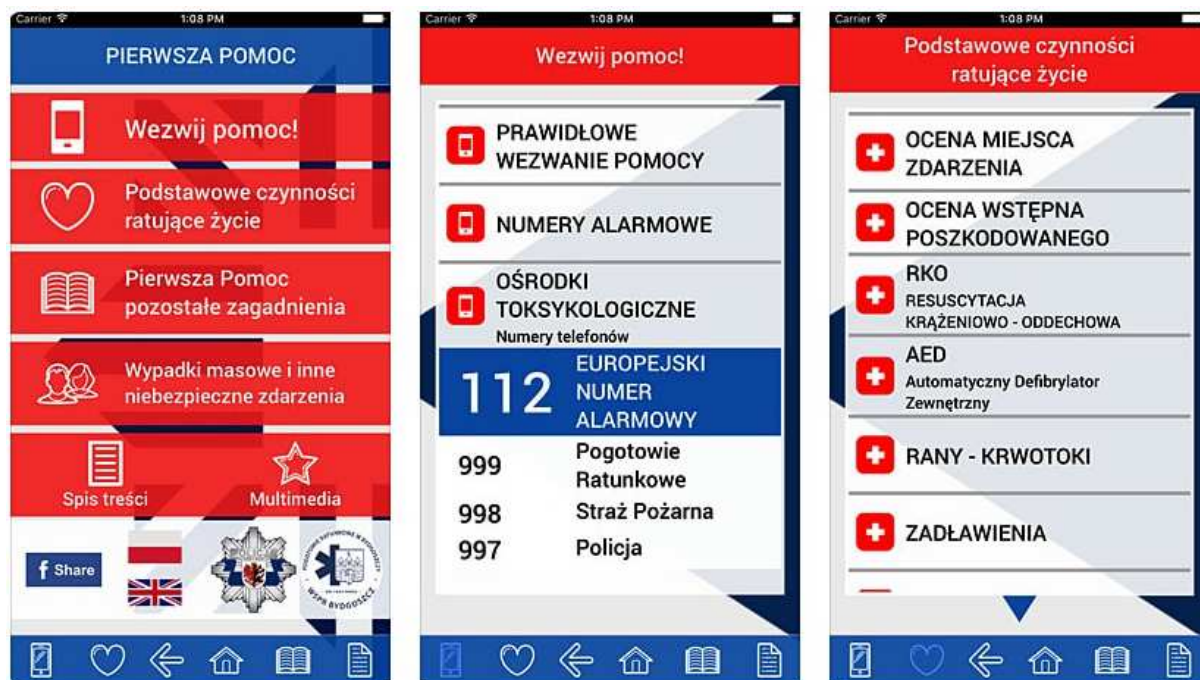 Carrier 1:08 PM
PIERWSZA POMOC
Wezwij pomoc!
Podstawowe czynności
ratujące życie
Pierwsza Pomoc
pozostałe zagadnienia
Wypadki masowe i inne
niebezpieczne zdarzenia
Spis treści
Multimedia
f Share
WSPR BYDGOSZCZ
Carrier 1:08 PM
Wezwij pomoc!
PRAWIDŁOWE
WEZWANIE POMOCY
NUMERY ALARMOWE
OŚRODKI
TOKSYKOLOGICZNE
Numery telefonów
112 EUROPEJSKI
NUMER
ALARMOWY
999 Pogotowie
Ratunkowe
998 Straż Pożarna
997 Policja
Carrier 1:08 PM
Podstawowe czynności
ratujące życie
OCENA MIEJSCA
ZDARZENIA
OCENA WSTĘPNA
POSZKODOWANEGO
RKO
RESUSCYTACJA
KRĄŻENIOWO - ODDECHOWA
AED
Automatyczny Defibrylator
Zewnętrzny
RANY - KRWOTOKI
ZADŁAWIENIA